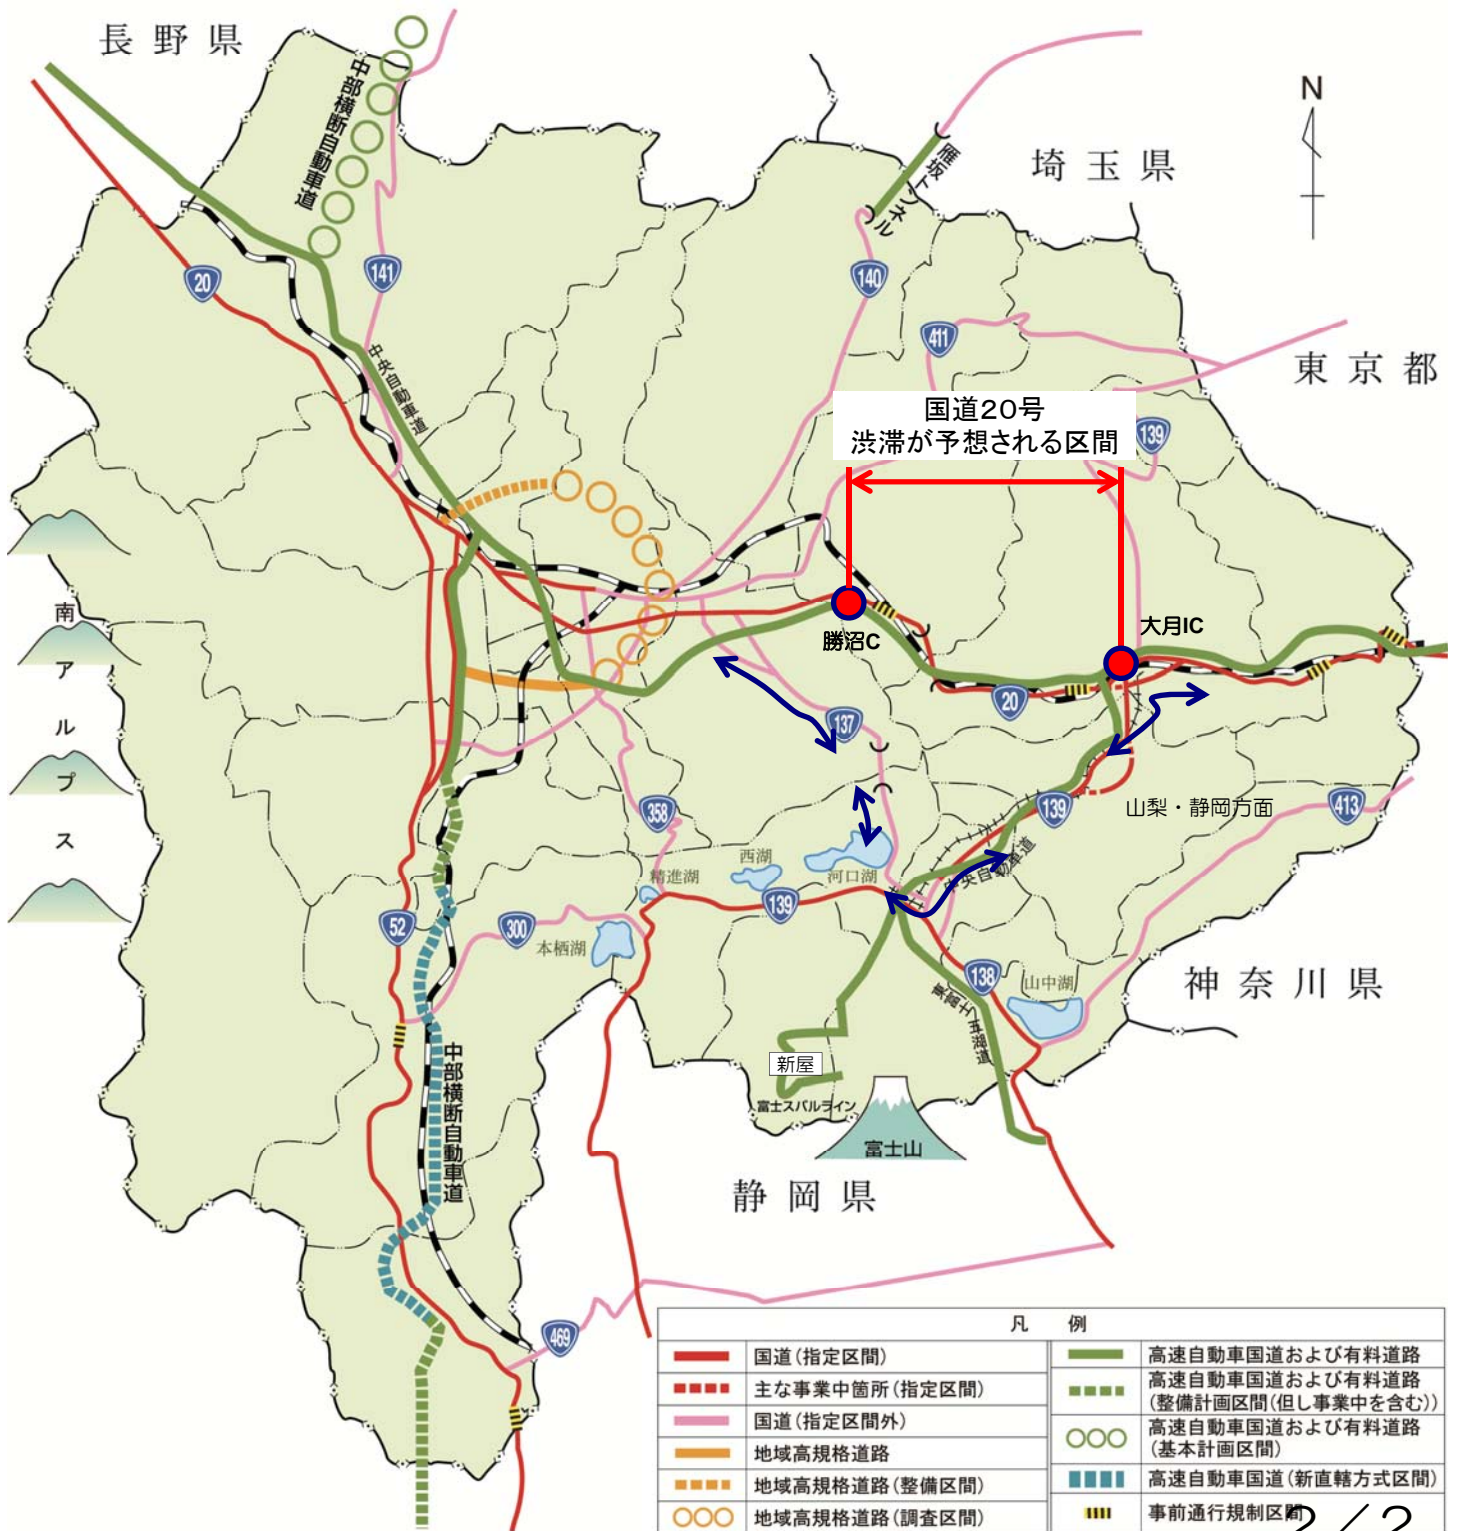 長野県
中部横断自動車道
N
雁坂トンネル
埼玉県
20
141
140
411
東京都
中央自動車道
国道20号
渋滞が予想される区間
139
南アルプス
勝沼C
大月IC
20
137
139
山梨・静岡方面
413
358
西湖
河口湖
中央自動車道
精進湖
139
52
300
本栖湖
138
山中湖
神奈川県
東富士五湖道
中部横断自動車道
新屋
富士スバルライン
富士山
静岡県
469
凡 例
国道(指定区間)
主な事業中箇所(指定区間)
国道(指定区間外)
地域高規格道路
地域高規格道路(整備区間)
地域高規格道路(調査区間)
高速自動車国道および有料道路
高速自動車国道および有料道路
(整備計画区間(但し事業中を含む))
高速自動車国道および有料道路
(基本計画区間)
高速自動車国道(新直轄方式区間)
事前通行規制区間
2/2